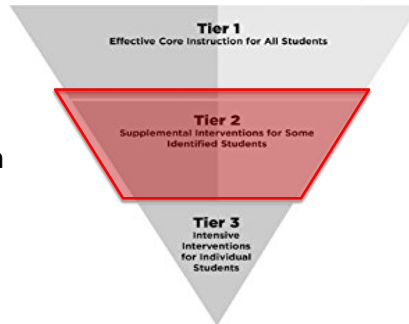 Tier 1
Effective Core Instruction for All Students
Tier 2
Supplemental Interventions for Some
Identified Students
Tier 3
Intensive
Interventions
for Individual
Students